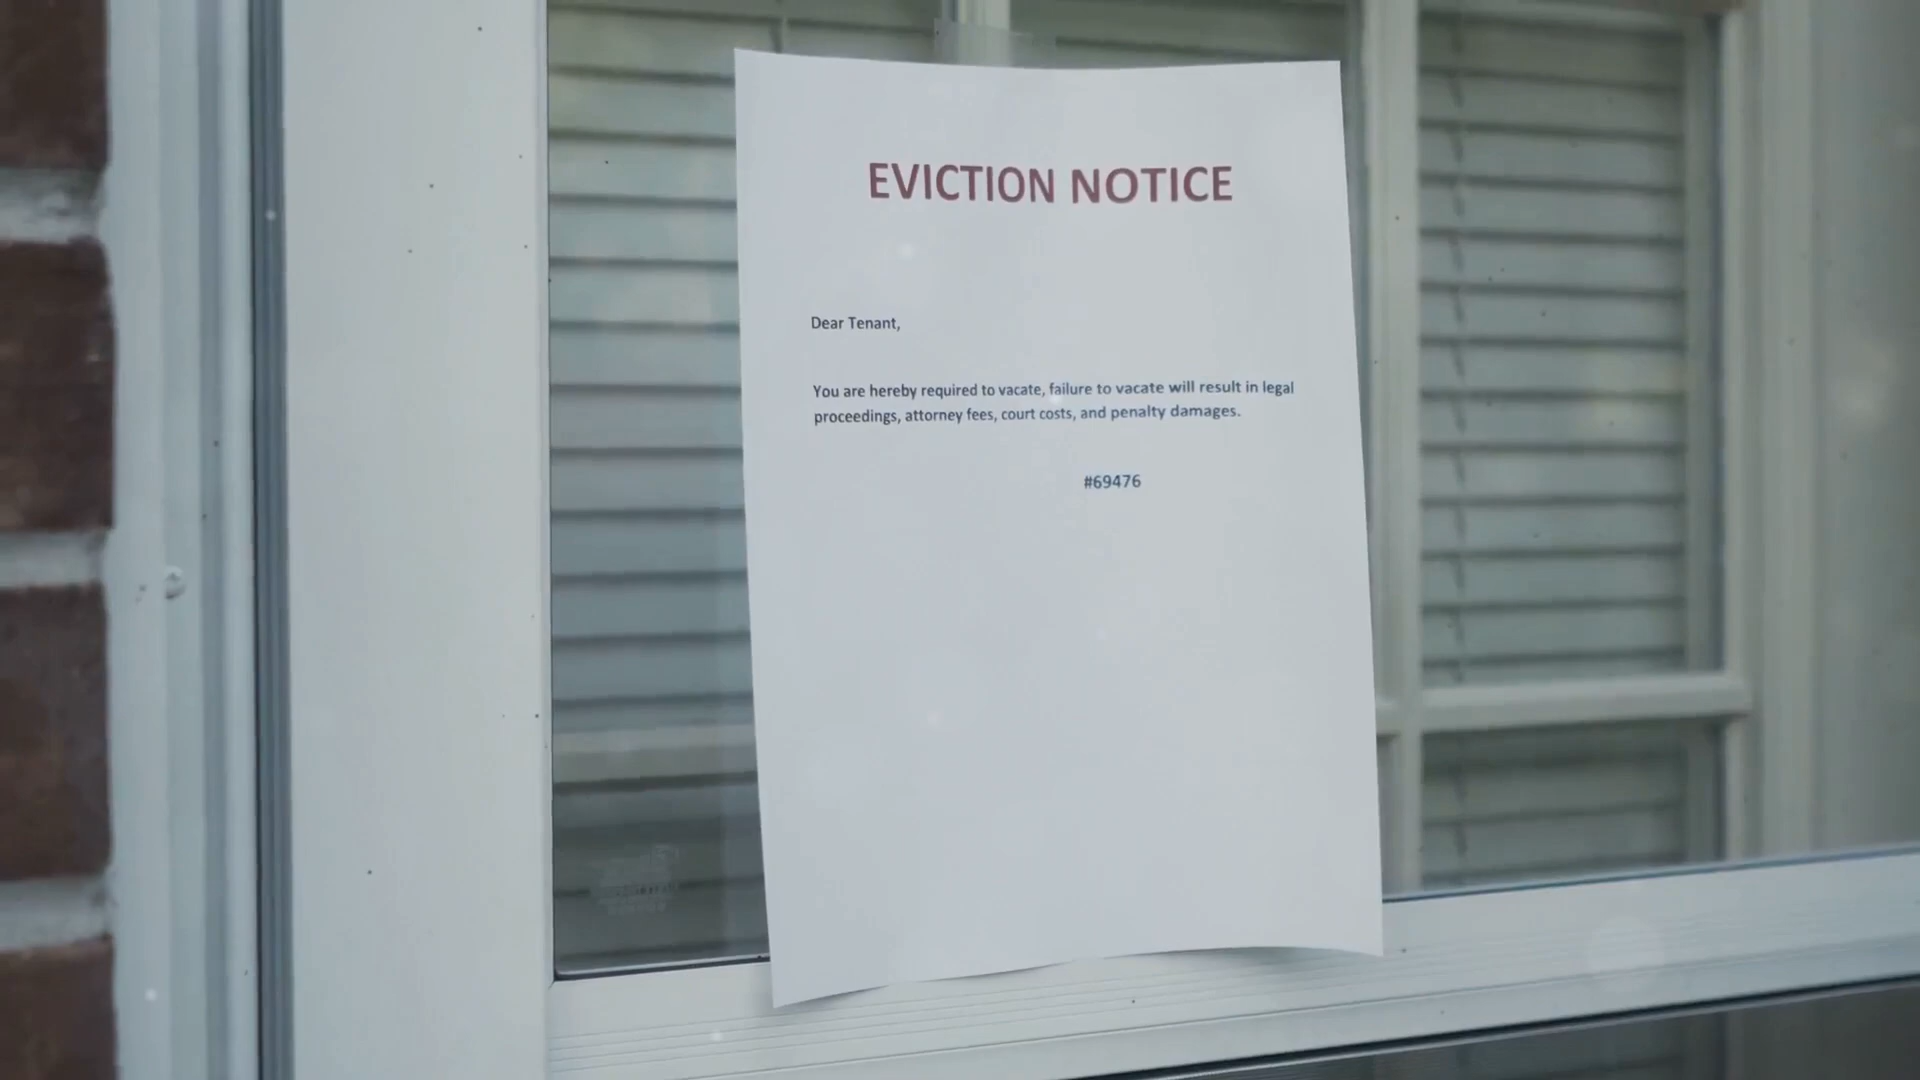 EVICTION NOTICE
Dear Tenant,
You are hereby required to vacate, failure to vacate will result in legal
proceedings, attorney fees, court costs, and penalty damages.
#69476